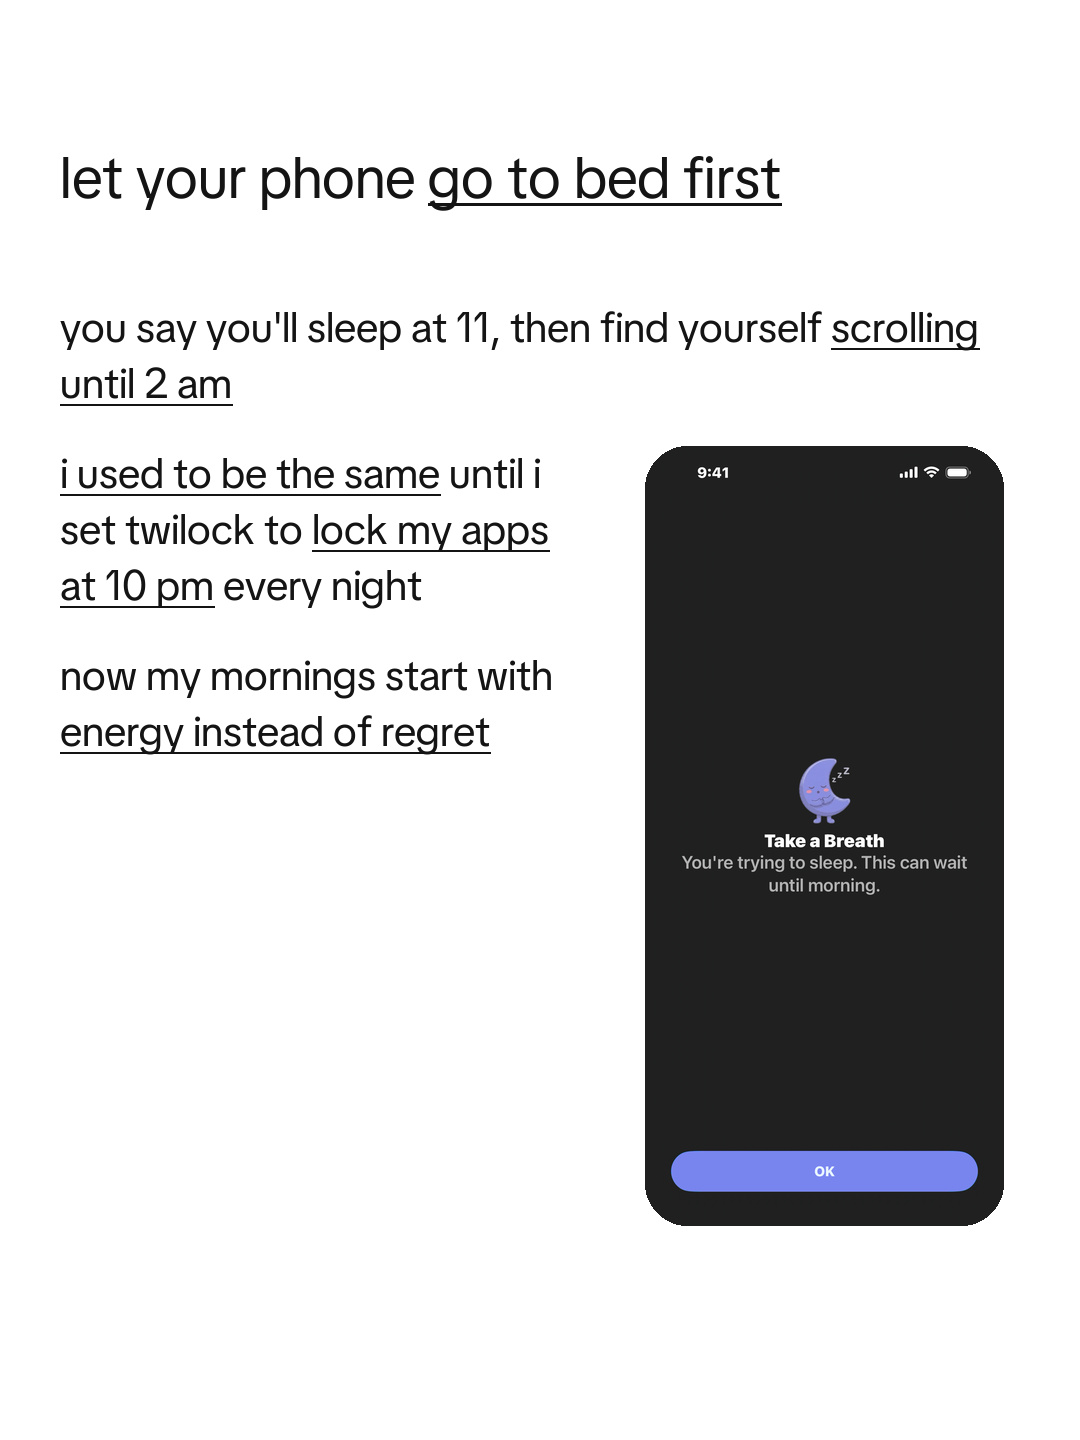 let your phone go to bed first
you say you'll sleep at 11, then find yourself scrolling
until 2 am
i used to be the same until i
set twilock to lock my apps
at 10 pm every night
now my mornings start with
energy instead of regret
9:41
z z z
Take a Breath
You're trying to sleep. This can wait
until morning.
OK